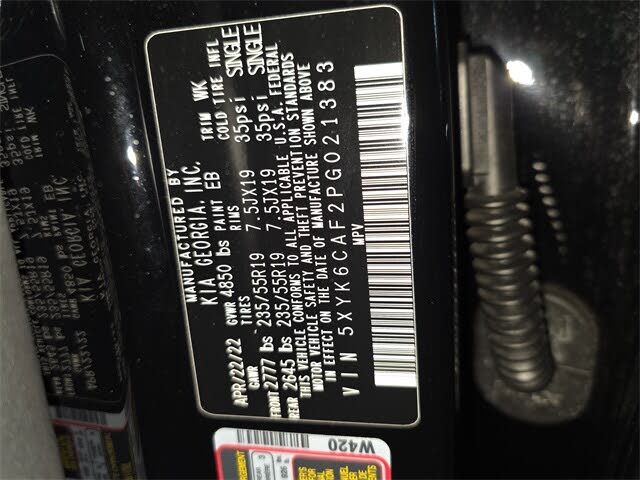 MANUFACTURED BY
KIA GEORGIA, INC.
APR/22/22 GVWR 4850 lbs PAINT EB TRIM WK
GAWR TIRES RIMS COLD TIRE INFL
FRONT 2777 lbs 235/55R19 7.5JX19 35psi SINGLE
REAR 2645 lbs 235/55R19 7.5JX19 35psi SINGLE
THIS VEHICLE CONFORMS TO ALL APPLICABLE U.S.A. FEDERAL
MOTOR VEHICLE SAFETY AND THEFT PREVENTION STANDARDS
IN EFFECT ON THE DATE OF MANUFACTURE SHOWN ABOVE
VIN 5XYK6CAF2PG021383
MPV
W420